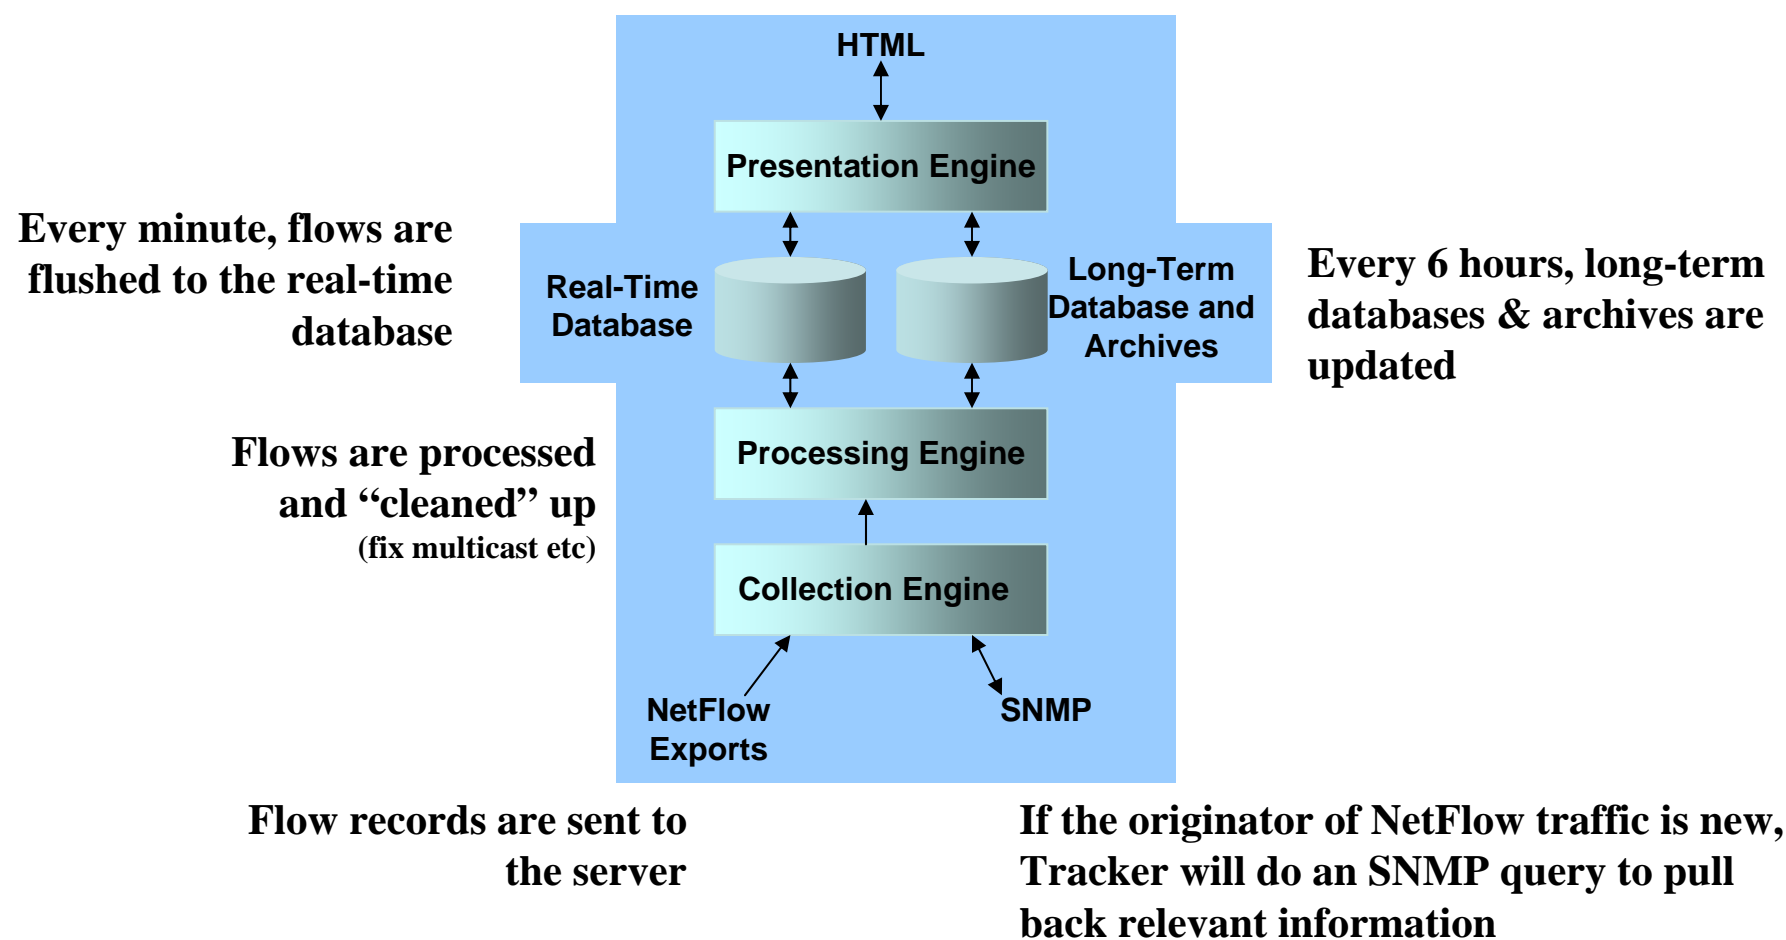 HTML
Presentation Engine
Every minute, flows are
flushed to the real-time
database
Real-Time
Database
Long-Term
Database and
Archives
Every 6 hours, long-term
databases & archives are
updated
Flows are processed
and “cleaned” up
(fix multicast etc)
Processing Engine
Collection Engine
NetFlow
Exports
SNMP
Flow records are sent to
the server
If the originator of NetFlow traffic is new,
Tracker will do an SNMP query to pull
back relevant information